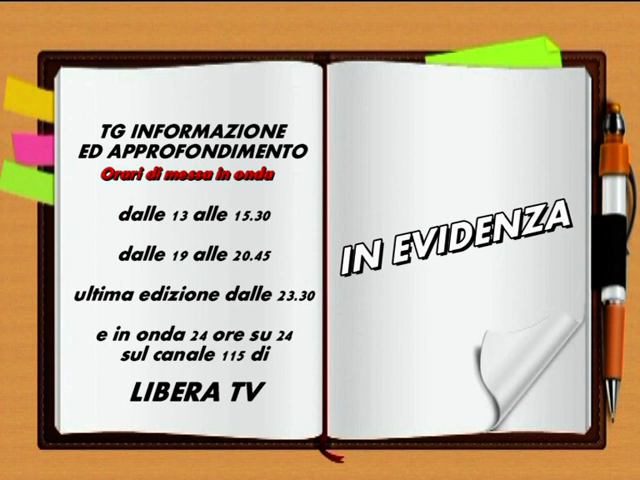 TG INFORMAZIONE
ED APPROFONDIMENTO
Orari di messa in onda
dalle 13 alle 15.30
dalle 19 alle 20.45
ultima edizione dalle 23.30
e in onda 24 ore su 24
sul canale 115 di
LIBERA TV
IN EVIDENZA